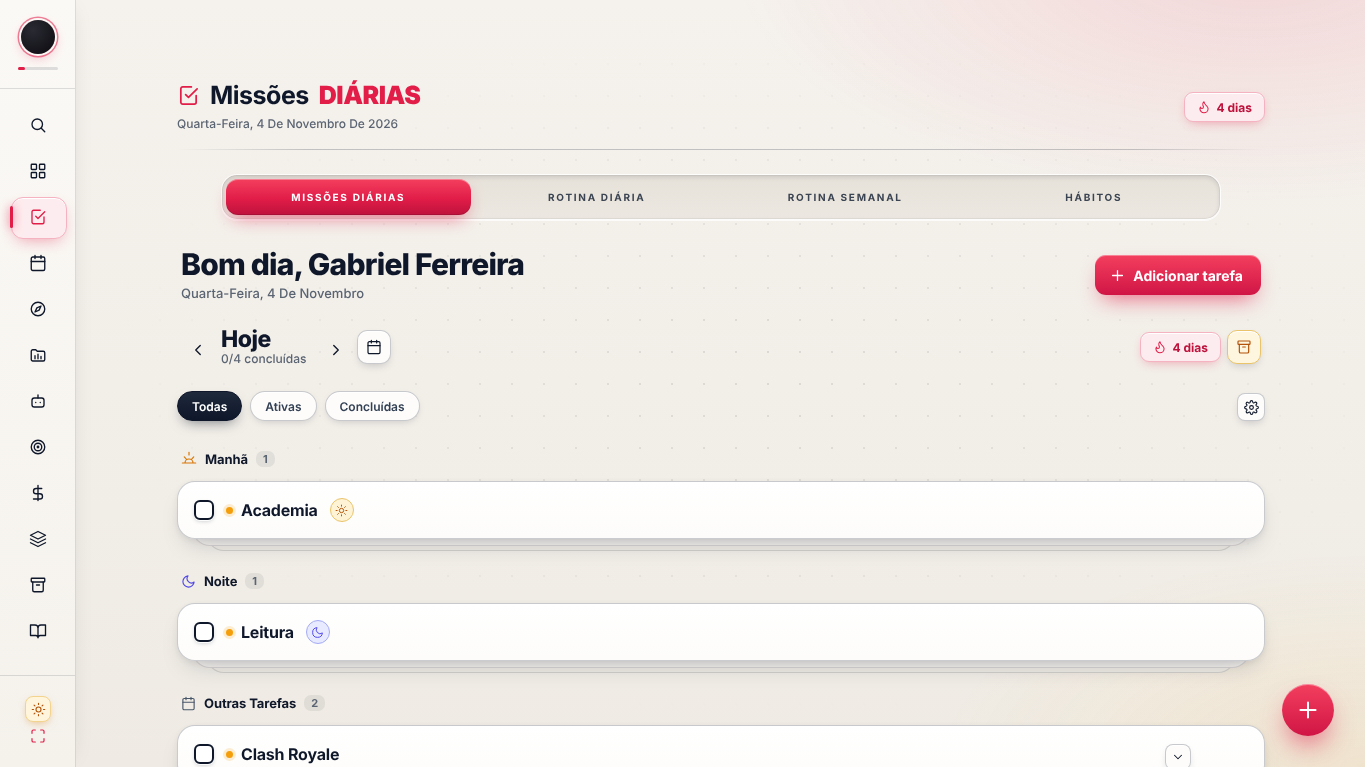 Missões DIÁRIAS
Quarta-Feira, 4 De Novembro De 2026
4 dias
MISSÕES DIÁRIAS
ROTINA DIÁRIA
ROTINA SEMANAL
HÁBITOS
Bom dia, Gabriel Ferreira
Quarta-Feira, 4 De Novembro
Adicionar tarefa
Hoje
0/4 concluídas
4 dias
Todas
Ativas
Concluídas
Manhã 1
Academia
Noite 1
Leitura
Outras Tarefas 2
Clash Royale